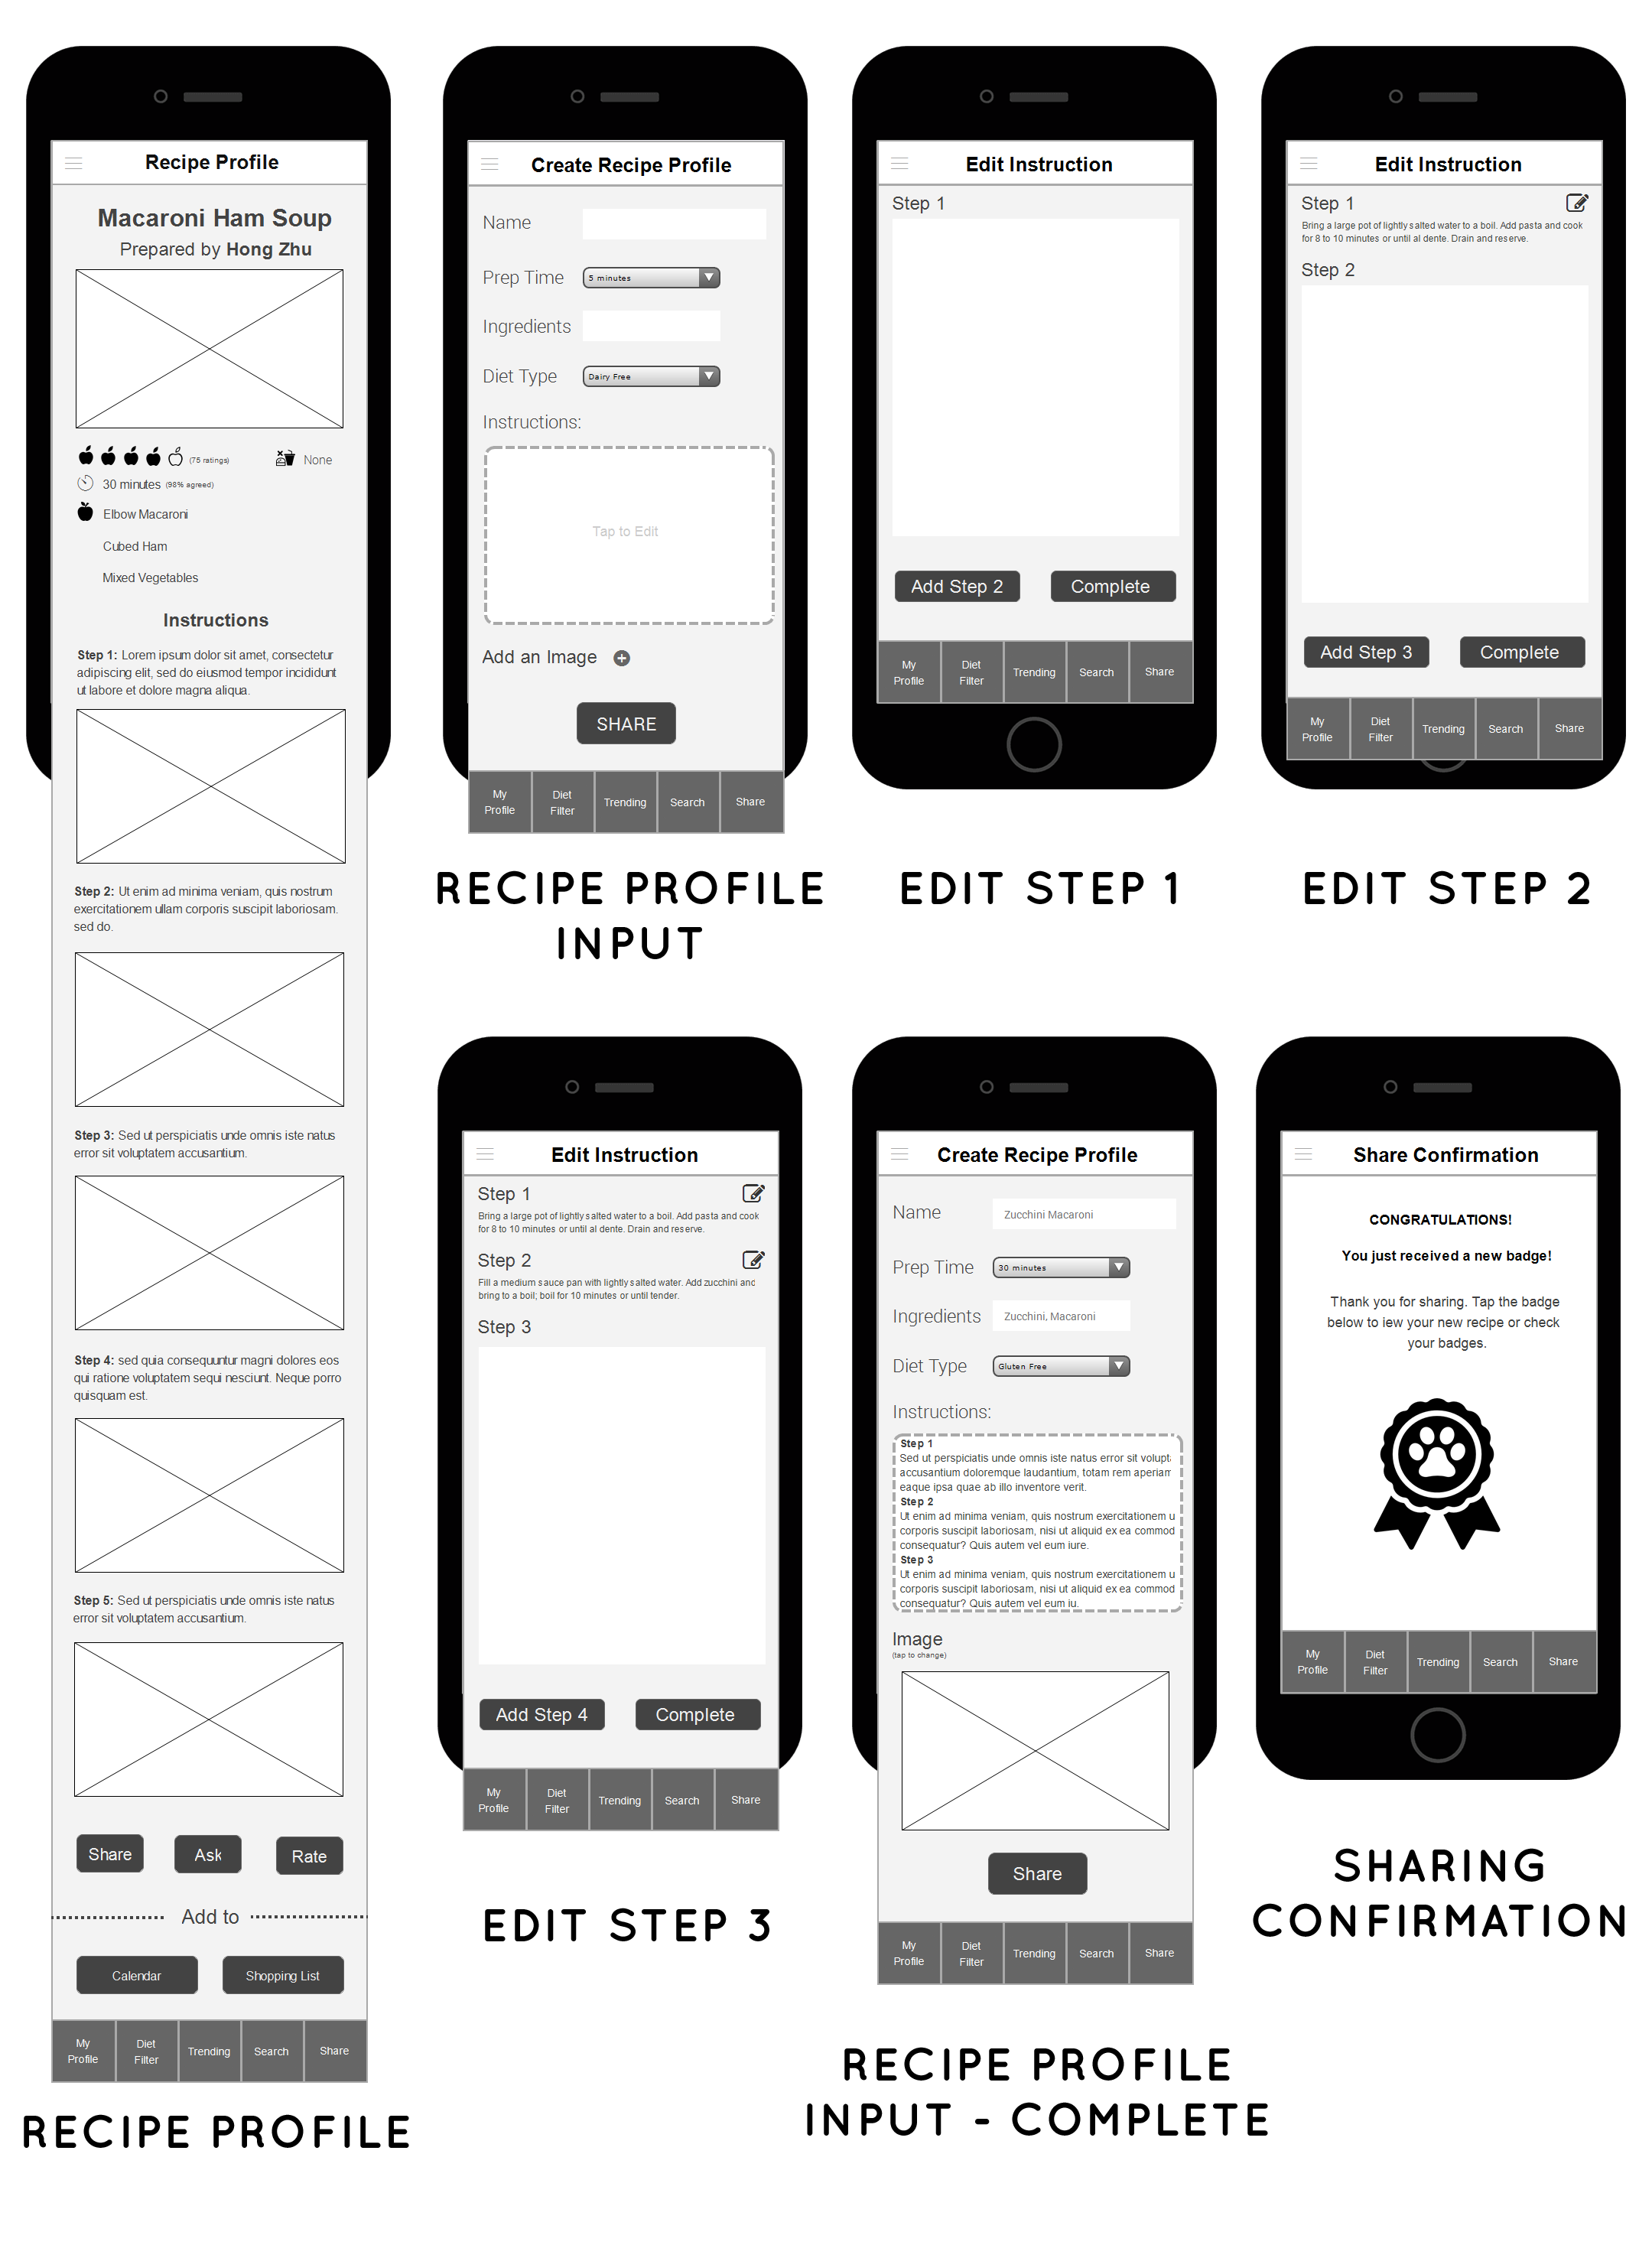 Recipe Profile
Macaroni Ham Soup
Prepared by Hong Zhu
(75 ratings)
None
30 minutes (98% agreed)
Elbow Macaroni
Cubed Ham
Mixed Vegetables
Instructions
Step 1: Lorem ipsum dolor sit amet, consectetur
adipiscing elit, sed do eiusmod tempor incididunt
ut labore et dolore magna aliqua.
Step 2: Ut enim ad minima veniam, quis nostrum
exercitationem ullam corporis suscipit laboriosam.
sed do.
Step 3: Sed ut perspiciatis unde omnis iste natus
error sit voluptatem accusantium.
Step 4: sed quia consequuntur magni dolores eos
qui ratione voluptatem sequi nesciunt. Neque porro
quisquam est.
Step 5: Sed ut perspiciatis unde omnis iste natus
error sit voluptatem accusantium.
Share
Ask
Rate
Add to
Calendar
Shopping List
My
Profile
Diet
Filter
Trending
Search
Share
RECIPE PROFILE
Create Recipe Profile
Name
Prep Time
5 minutes
Ingredients
Diet Type
Dairy Free
Instructions:
Tap to Edit
Add an Image
SHARE
My
Profile
Diet
Filter
Trending
Search
Share
RECIPE PROFILE
INPUT
Edit Instruction
Step 1
Add Step 2
Complete
My
Profile
Diet
Filter
Trending
Search
Share
EDIT STEP 1
Edit Instruction
Step 1
Bring a large pot of lightly salted water to a boil. Add pasta and cook
for 8 to 10 minutes or until al dente. Drain and reserve.
Step 2
Add Step 3
Complete
My
Profile
Diet
Filter
Trending
Search
Share
EDIT STEP 2
Edit Instruction
Step 1
Bring a large pot of lightly salted water to a boil. Add pasta and cook
for 8 to 10 minutes or until al dente. Drain and reserve.
Step 2
Fill a medium sauce pan with lightly salted water. Add zucchini and
bring to a boil; boil for 10 minutes or until tender.
Step 3
Add Step 4
Complete
My
Profile
Diet
Filter
Trending
Search
Share
EDIT STEP 3
Create Recipe Profile
Name
Zucchini Macaroni
Prep Time
30 minutes
Ingredients
Zucchini, Macaroni
Diet Type
Gluten Free
Instructions:
Step 1
Sed ut perspiciatis unde omnis iste natus error sit volupt
accusantium doloremque laudantium, totam rem aperiam
eaque ipsa quae ab illo inventore verit.
Step 2
Ut enim ad minima veniam, quis nostrum exercitationem u
corporis suscipit laboriosam, nisi ut aliquid ex ea commod
consequatur? Quis autem vel eum iure.
Step 3
Ut enim ad minima veniam, quis nostrum exercitationem u
corporis suscipit laboriosam, nisi ut aliquid ex ea commod
consequatur? Quis autem vel eum iu.
Image
(tap to change)
Share
My
Profile
Diet
Filter
Trending
Search
Share
RECIPE PROFILE
INPUT - COMPLETE
Share Confirmation
CONGRATULATIONS!
You just received a new badge!
Thank you for sharing. Tap the badge
below to iew your new recipe or check
your badges.
My
Profile
Diet
Filter
Trending
Search
Share
SHARING
CONFIRMATION